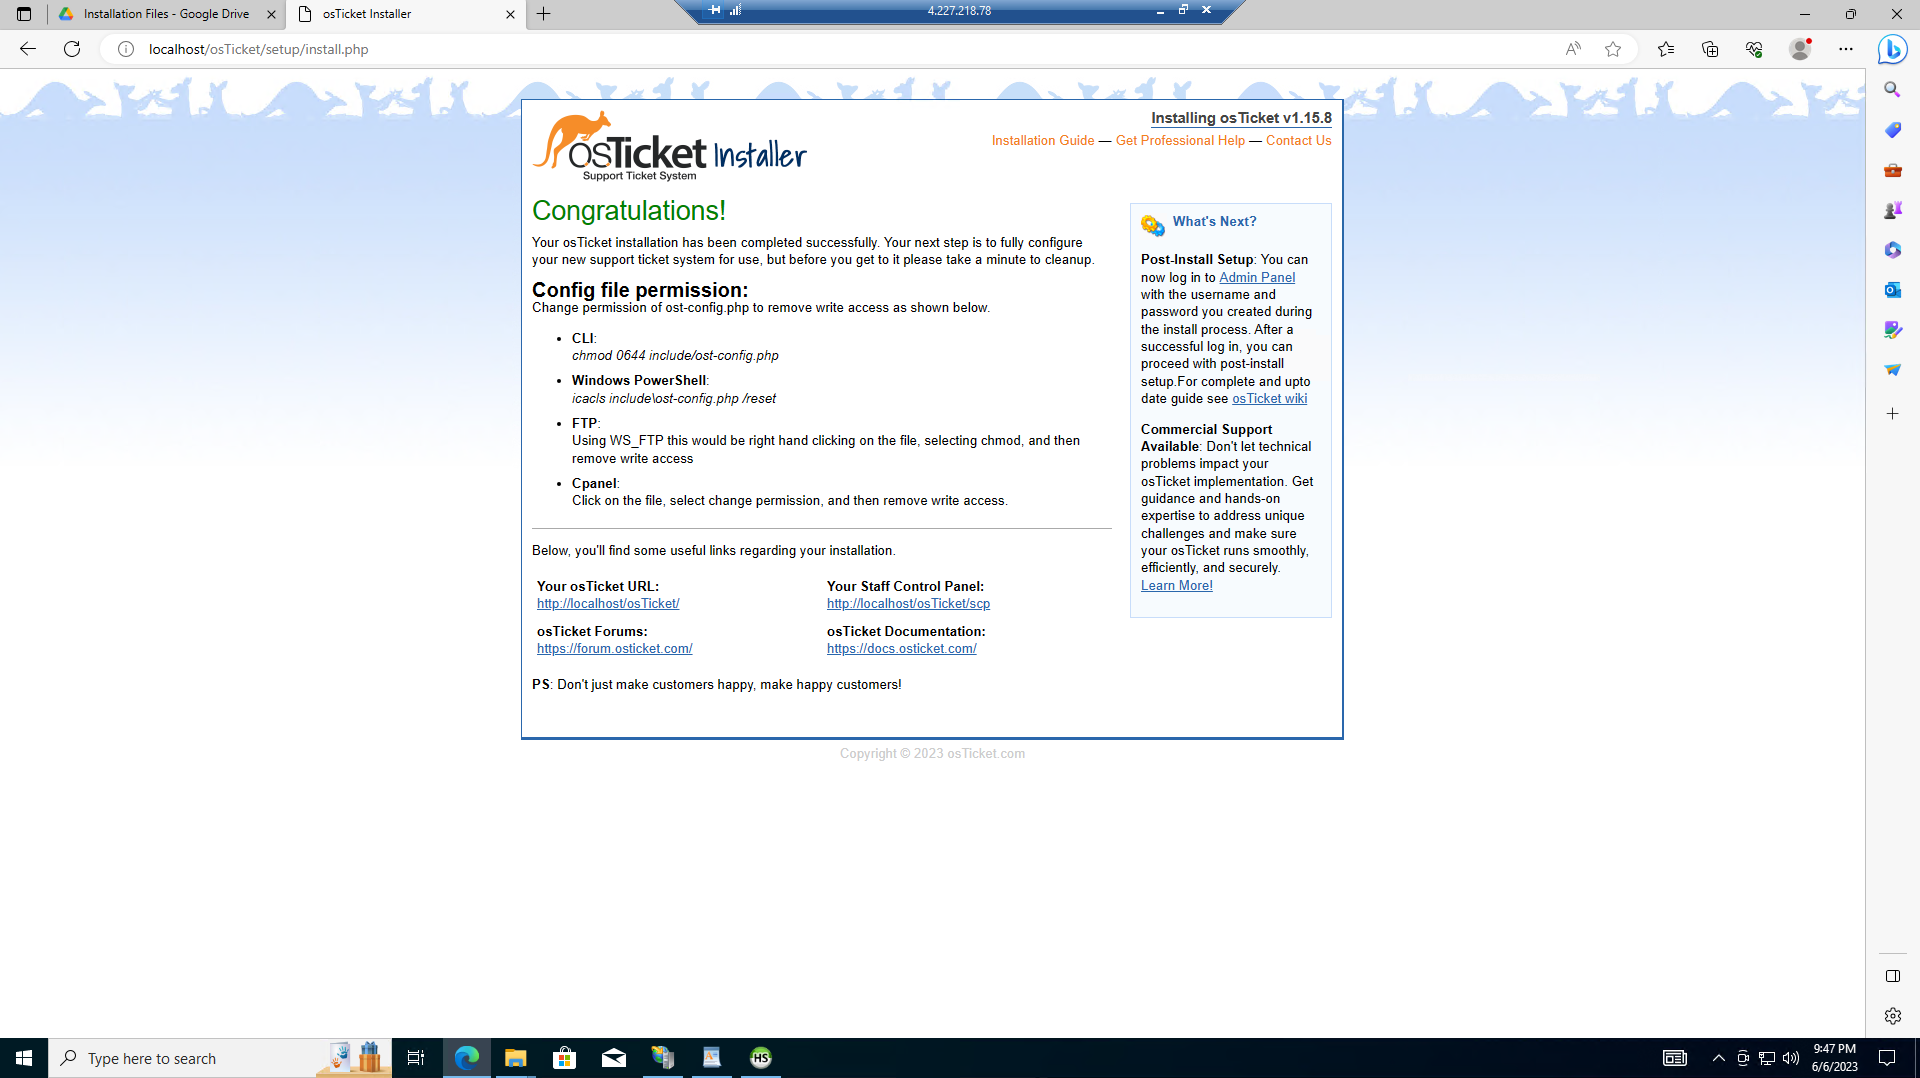 Installation Files - Google Drive
osTicket Installer
4.227.218.78
localhost/osTicket/setup/install.php
osTicket Installer
Support Ticket System
Installing osTicket v1.15.8
Installation Guide — Get Professional Help — Contact Us
Congratulations!
Your osTicket installation has been completed successfully. Your next step is to fully configure
your new support ticket system for use, but before you get to it please take a minute to cleanup.
Config file permission:
Change permission of ost-config.php to remove write access as shown below.
• CLI:
chmod 0644 include/ost-config.php
• Windows PowerShell:
icacls include\ost-config.php /reset
• FTP:
Using WS_FTP this would be right hand clicking on the file, selecting chmod, and then
remove write access
• Cpanel:
Click on the file, select change permission, and then remove write access.
Below, you'll find some useful links regarding your installation.
Your osTicket URL:
http://localhost/osTicket/
Your Staff Control Panel:
http://localhost/osTicket/scp
osTicket Forums:
https://forum.osticket.com/
osTicket Documentation:
https://docs.osticket.com/
PS: Don't just make customers happy, make happy customers!
What's Next?
Post-Install Setup: You can
now log in to Admin Panel
with the username and
password you created during
the install process. After a
successful log in, you can
proceed with post-install
setup.For complete and upto
date guide see osTicket wiki
Commercial Support
Available: Don't let technical
problems impact your
osTicket implementation. Get
guidance and hands-on
expertise to address unique
challenges and make sure
your osTicket runs smoothly,
efficiently, and securely.
Learn More!
Copyright © 2023 osTicket.com
Type here to search
HS
9:47 PM
6/6/2023